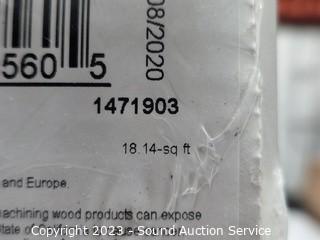 08/2020
560 5
1471903
18.14-sq ft
and Europe.
machining wood products can expose
Copyright 2023 - Sound Auction Service